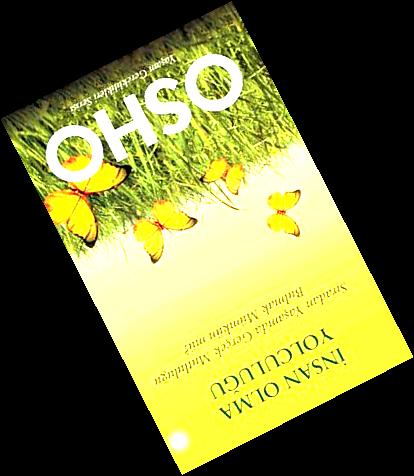 İNSAN OLMA
YOLCULUĞU
Sıradan Yaşamda Gerçek Mutluluğu
Bulmak Mümkün mü?
OSHO
Yaşam Gerçeklikleri Serisi